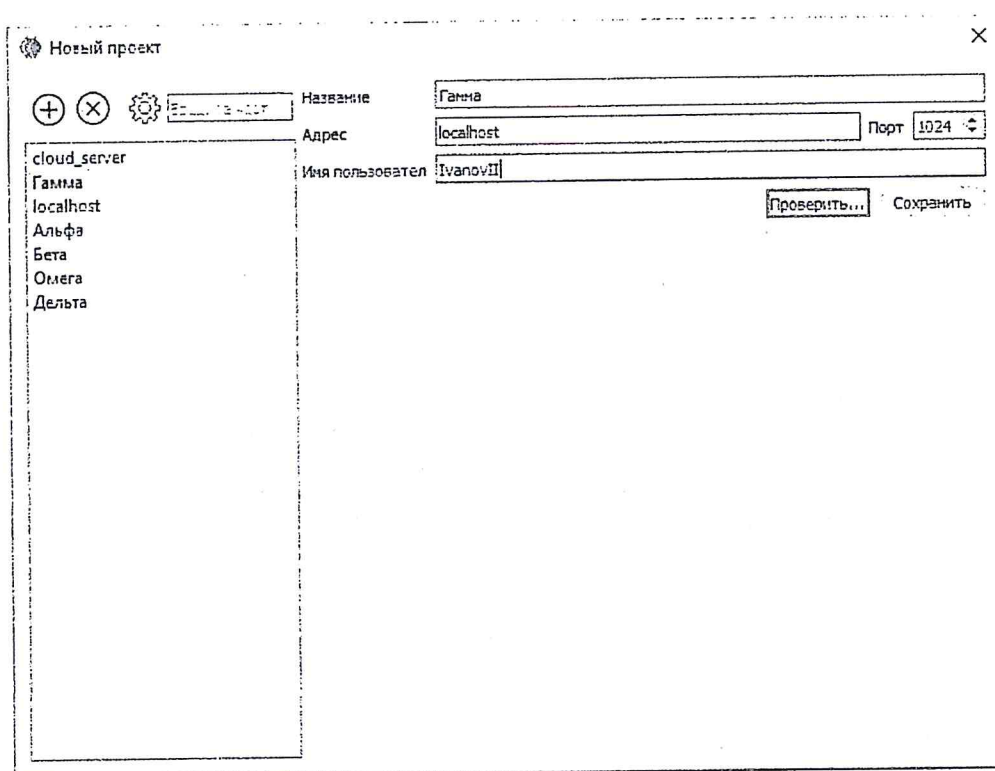 Новый проект
Название Гамма
Адрес localhost Порт 1024
Имя пользовател IvanovII
Проверить... Сохранить
cloud_server
Гамма
localhost
Альфа
Бета
Омега
Дельта